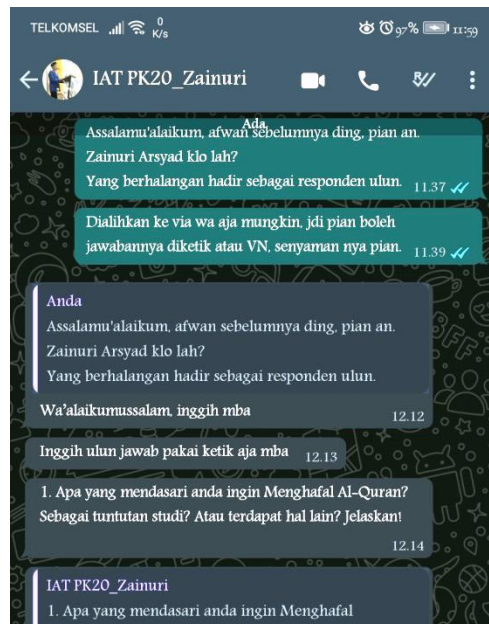 TELKOMSEL 0 K/s 97% 11:59
IAT PK20_Zainuri
Ada
Assalamu'alaikum, afwan sebelumnya ding, pian an.
Zainuri Arsyad klo lah?
Yang berhalangan hadir sebagai responden ulun. 11.37
Dialihkan ke via wa aja mungkin, jdi pian boleh
jawabannya diketik atau VN, senyaman nya pian. 11.39
Anda
Assalamu'alaikum, afwan sebelumnya ding, pian an.
Zainuri Arsyad klo lah?
Yang berhalangan hadir sebagai responden ulun.
Wa'alaikumussalam, inggih mba 12.12
Inggih ulun jawab pakai ketik aja mba 12.13
1. Apa yang mendasari anda ingin Menghafal Al-Quran?
Sebagai tuntutan studi? Atau terdapat hal lain? Jelaskan!
12.14
IAT PK20_Zainuri
1. Apa yang mendasari anda ingin Menghafal